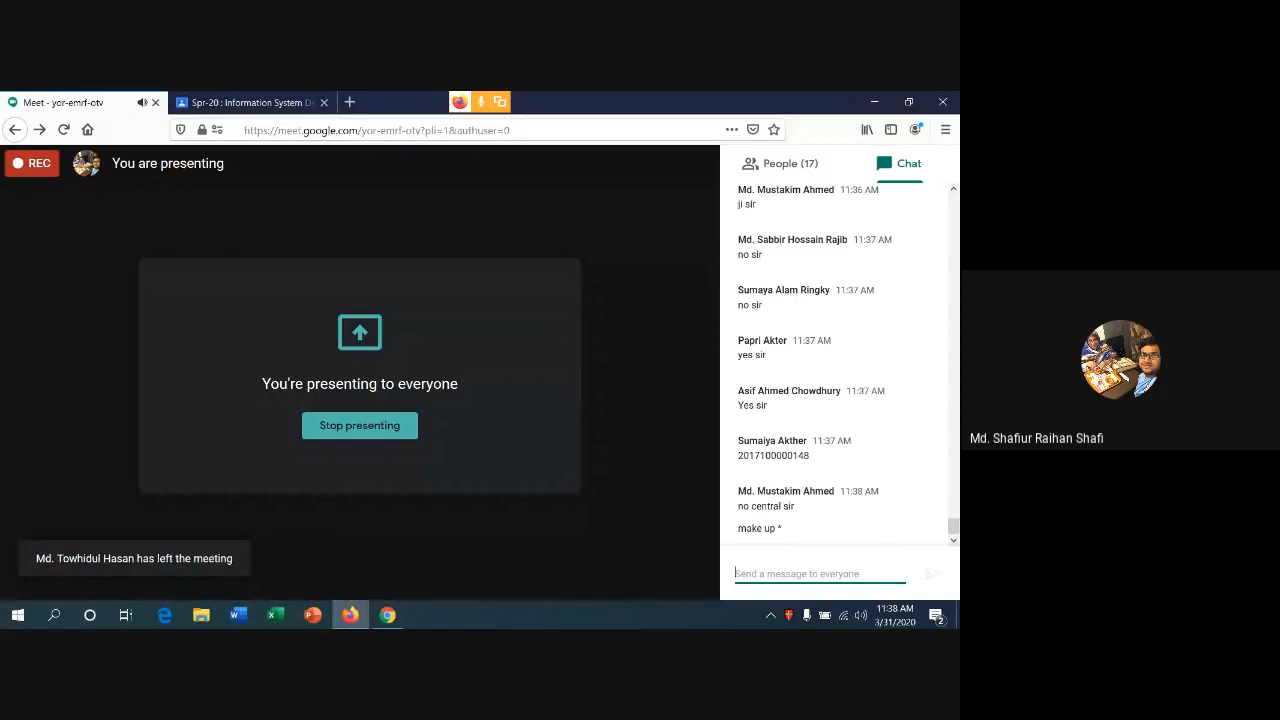 Meet - yor-emrf-otv
Spr-20 : Information System De
https://meet.google.com/yor-emrf-otv?pli=1&authuser=0
REC
You are presenting
People (17)
Chat
Md. Mustakim Ahmed 11:36 AM
ji sir
Md. Sabbir Hossain Rajib 11:37 AM
no sir
Sumaya Alam Ringky 11:37 AM
no sir
Papri Akter 11:37 AM
yes sir
Asif Ahmed Chowdhury 11:37 AM
Yes sir
Sumaiya Akther 11:37 AM
2017100000148
Md. Mustakim Ahmed 11:38 AM
no central sir
make up *
You're presenting to everyone
Stop presenting
Md. Towhidul Hasan has left the meeting
Send a message to everyone
Md. Shafiur Raihan Shafi
11:38 AM
3/31/2020
2